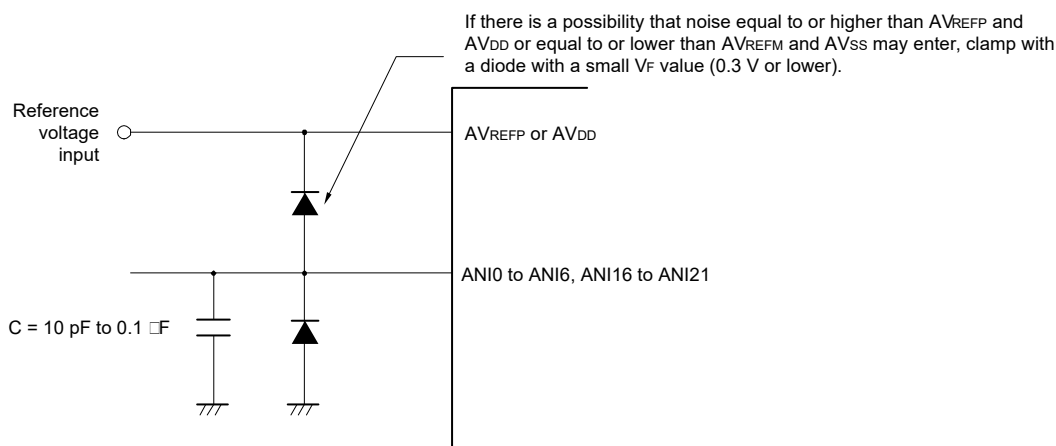 If there is a possibility that noise equal to or higher than AVREFP and
AVDD or equal to or lower than AVREFM and AVSS may enter, clamp with
a diode with a small VF value (0.3 V or lower).
Reference
voltage
input
AVREFP or AVDD
ANI0 to ANI6, ANI16 to ANI21
C = 10 pF to 0.1 □F